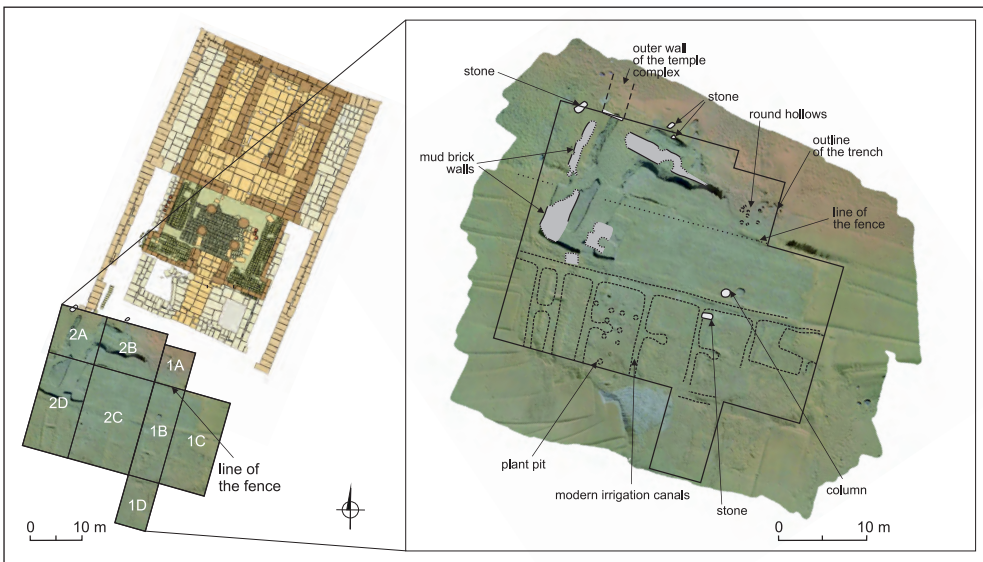 2A
2B
1A
2D
2C
1B
1C
1D
line of
the fence
0 10 m
outer wall
of the temple
complex
stone
stone
round hollows
outline
of the trench
mud brick
walls
line of
the fence
plant pit
modern irrigation canals
stone
column
0 10 m